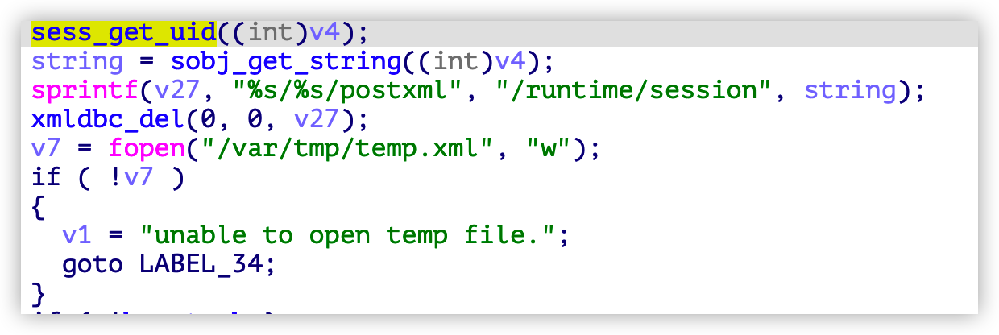 sess_get_uid((int)v4);
string = sobj_get_string((int)v4);
sprintf(v27, "%s/%s/postxml", "/runtime/session", string);
xmldbc_del(0, 0, v27);
v7 = fopen("/var/tmp/temp.xml", "w");
if ( !v7 )
{
v1 = "unable to open temp file.";
goto LABEL_34;
}